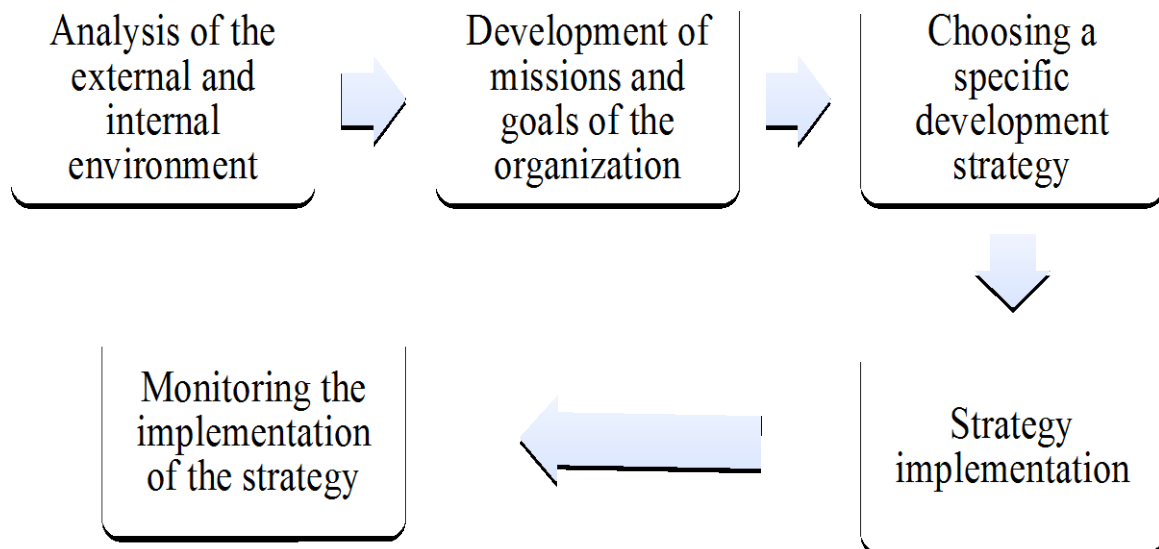 Analysis of the
external and
internal
environment
Development of
missions and
goals of the
organization
Choosing a
specific
development
strategy
Strategy
implementation
Monitoring the
implementation
of the strategy